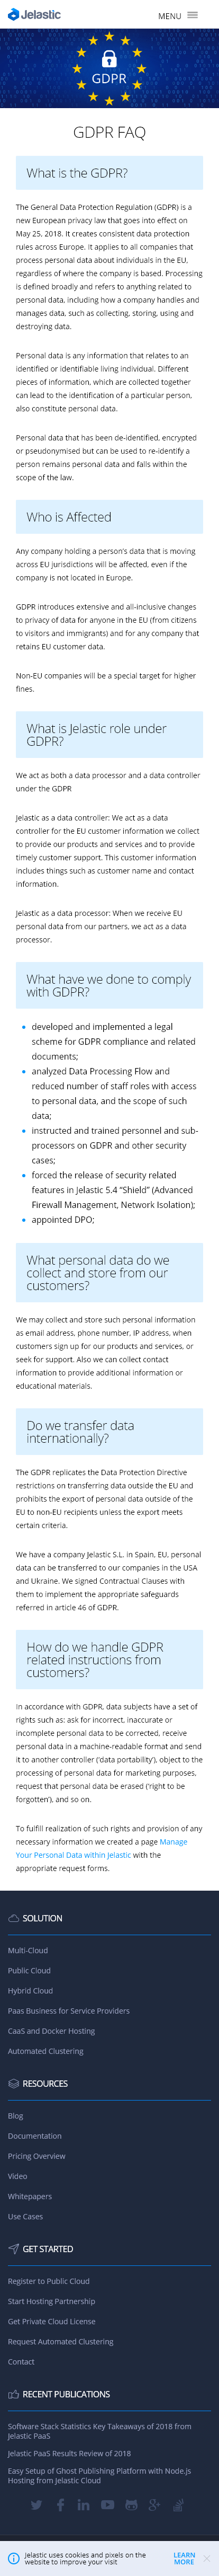 Jelastic
MENU
GDPR
GDPR FAQ
What is the GDPR?
The General Data Protection Regulation (GDPR) is a
new European privacy law that goes into effect on
May 25, 2018. It creates consistent data protection
rules across Europe. It applies to all companies that
process personal data about individuals in the EU,
regardless of where the company is based. Processing
is defined broadly and refers to anything related to
personal data, including how a company handles and
manages data, such as collecting, storing, using and
destroying data.
Personal data is any information that relates to an
identified or identifiable living individual. Different
pieces of information, which are collected together
can lead to the identification of a particular person,
also constitute personal data.
Personal data that has been de-identified, encrypted
or pseudonymised but can be used to re-identify a
person remains personal data and falls within the
scope of the law.
Who is Affected
Any company holding a person's data that is moving
across EU jurisdictions will be affected, even if the
company is not located in Europe.
GDPR introduces extensive and all-inclusive changes
to privacy of data for anyone in the EU (from citizens
to visitors and immigrants) and for any company that
retains EU customer data.
Non-EU companies will be a special target for higher
fines.
What is Jelastic role under
GDPR?
We act as both a data processor and a data controller
under the GDPR
Jelastic as a data controller: We act as a data
controller for the EU customer information we collect
to provide our products and services and to provide
timely customer support. This customer information
includes things such as customer name and contact
information.
Jelastic as a data processor: When we receive EU
personal data from our partners, we act as a data
processor.
What have we done to comply
with GDPR?
developed and implemented a legal
scheme for GDPR compliance and related
documents;
analyzed Data Processing Flow and
reduced number of staff roles with access
to personal data, and the scope of such
data;
instructed and trained personnel and sub-
processors on GDPR and other security
cases;
forced the release of security related
features in Jelastic 5.4 "Shield" (Advanced
Firewall Management, Network Isolation);
appointed DPO;
What personal data do we
collect and store from our
customers?
We may collect and store such personal information
as email address, phone number, IP address, when
customers sign up for our products and services, or
seek for support. Also we can collect contact
information to provide additional information or
educational materials.
Do we transfer data
internationally?
The GDPR replicates the Data Protection Directive
restrictions on transferring data outside the EU and
prohibits the export of personal data outside of the
EU to non-EU recipients unless the export meets
certain criteria.
We have a company Jelastic S.L. in Spain, EU, personal
data can be transferred to our companies in the USA
and Ukraine. We signed Contractual Clauses with
them to implement the appropriate safeguards
referred in article 46 of GDPR.
How do we handle GDPR
related instructions from
customers?
In accordance with GDPR, data subjects have a set of
rights such as: ask for incorrect, inaccurate or
incomplete personal data to be corrected, receive
personal data in a machine-readable format and send
it to another controller ('data portability'), object to the
processing of personal data for marketing purposes,
request that personal data be erased ('right to be
forgotten'), and so on.
To fulfill realization of such rights and provision of any
necessary information we created a page Manage
Your Personal Data within Jelastic with the
appropriate request forms.
SOLUTION
Multi-Cloud
Public Cloud
Hybrid Cloud
Paas Business for Service Providers
CaaS and Docker Hosting
Automated Clustering
RESOURCES
Blog
Documentation
Pricing Overview
Video
Whitepapers
Use Cases
GET STARTED
Register to Public Cloud
Start Hosting Partnership
Get Private Cloud License
Request Automated Clustering
Contact
RECENT PUBLICATIONS
Software Stack Statistics Key Takeaways of 2018 from
Jelastic PaaS
Jelastic PaaS Results Review of 2018
Easy Setup of Ghost Publishing Platform with Node.js
Hosting from Jelastic Cloud
Jelastic uses cookies and pixels on the
website to improve your visit
LEARN
MORE